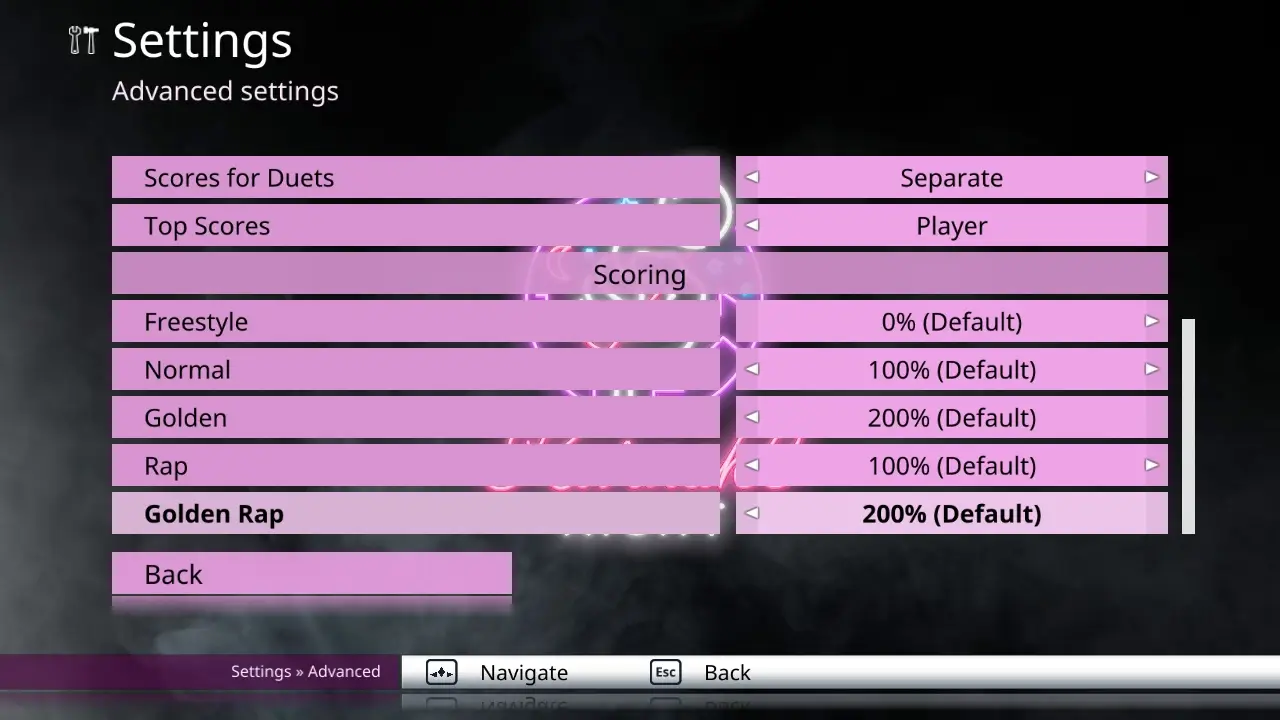 Settings
Advanced settings
Scores for Duets
Separate
Top Scores
Player
Scoring
Freestyle
0% (Default)
Normal
100% (Default)
Golden
200% (Default)
Rap
100% (Default)
Golden Rap
200% (Default)
Back
Settings » Advanced
Navigate
Esc
Back